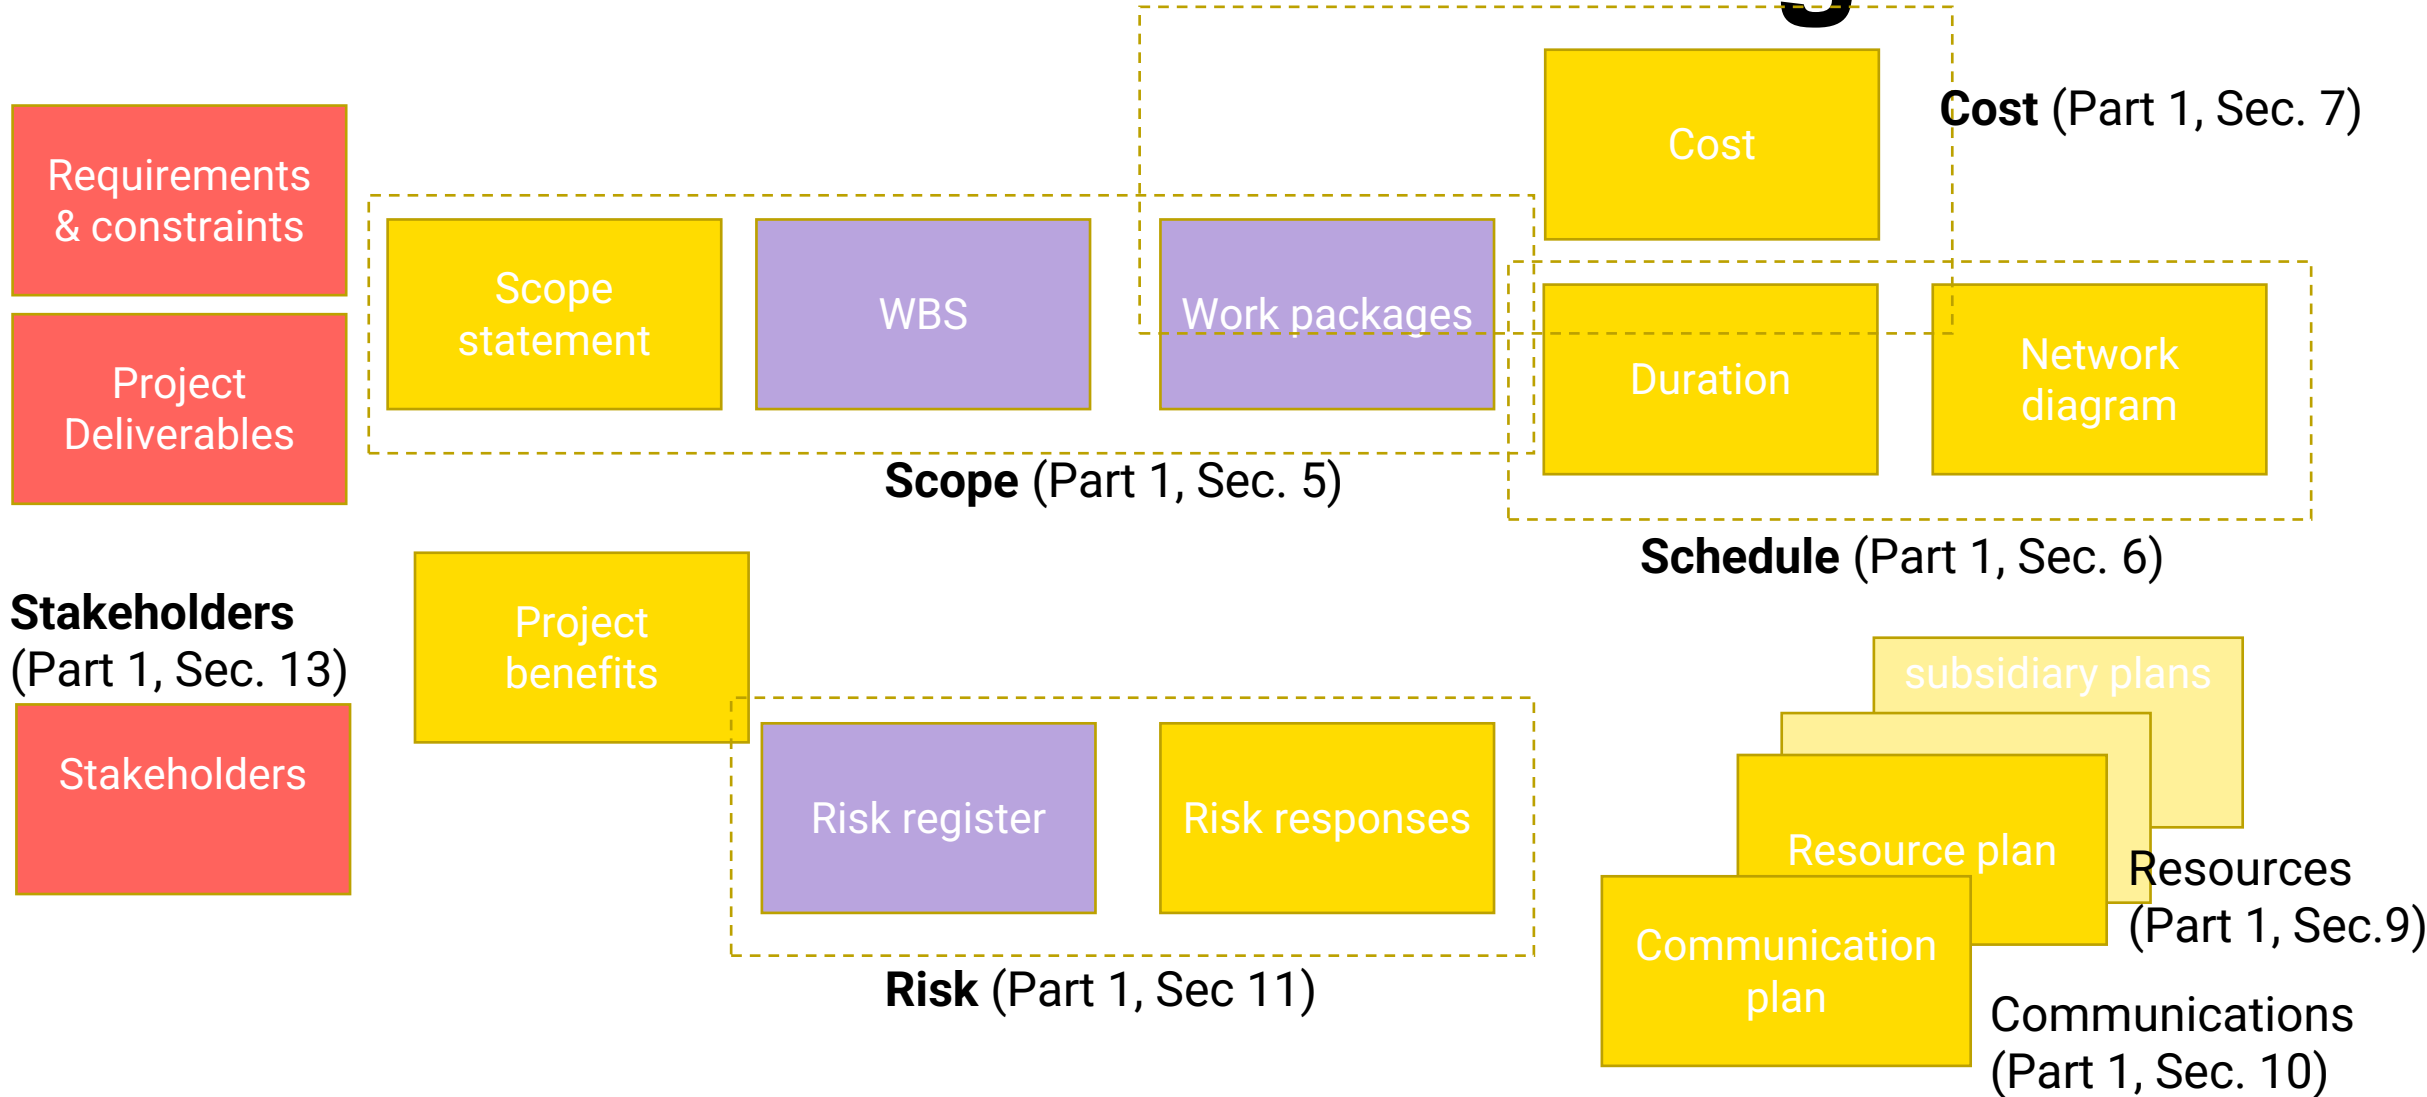 Cost
Cost (Part 1, Sec. 7)
Requirements
& constraints
Scope
statement
WBS
Work packages
Project
Deliverables
Duration
Network
diagram
Scope (Part 1, Sec. 5)
Schedule (Part 1, Sec. 6)
Stakeholders
(Part 1, Sec. 13)
Project
benefits
Stakeholders
Risk register
Risk responses
Risk (Part 1, Sec 11)
subsidiary plans
Resource plan
Resources
(Part 1, Sec.9)
Communication
plan
Communications
(Part 1, Sec. 10)